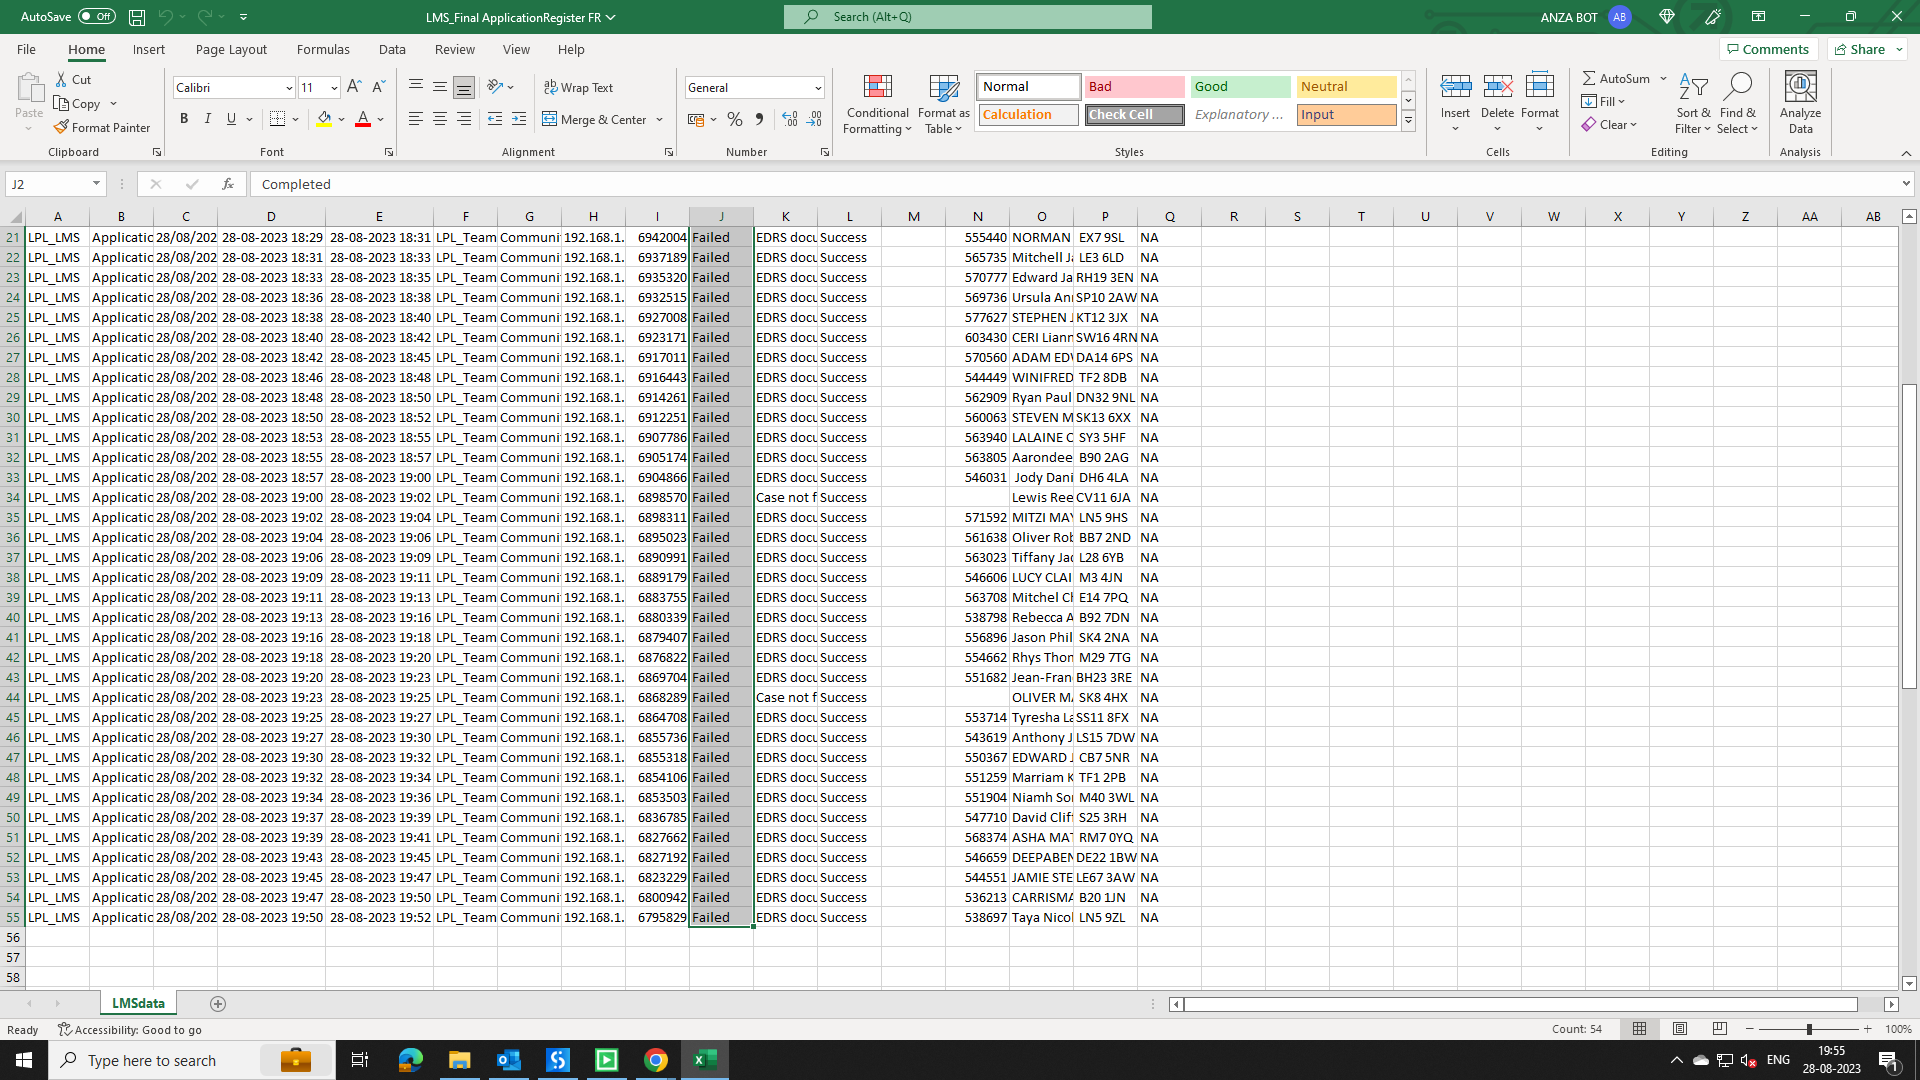 AutoSave Off LMS_Final ApplicationRegister FR Search (Alt+Q) ANZA BOT AB
File Home Insert Page Layout Formulas Data Review View Help Comments Share
Paste Cut Copy Format Painter Clipboard
Calibri 11 Font
Wrap Text Merge & Center Alignment
General Number
Conditional Formatting Format as Table
Normal Bad Good Neutral
Calculation Check Cell Explanatory ... Input
Styles
Insert Delete Format Cells
AutoSum Fill Clear Sort & Filter Find & Select Editing
Analyze Data Analysis
J2 fx Completed
A B C D E F G H I J K L M N O P Q R S T U V W X Y Z AA AB
21 LPL_LMS Applicatic 28/08/202 28-08-2023 18:29 28-08-2023 18:31 LPL_Team Communi 192.168.1. 6942004 Failed EDRS docu Success 555440 NORMAN EX7 9SL NA
22 LPL_LMS Applicatic 28/08/202 28-08-2023 18:31 28-08-2023 18:33 LPL_Team Communi 192.168.1. 6937189 Failed EDRS docu Success 565735 Mitchell Ja LE3 6LD NA
23 LPL_LMS Applicatic 28/08/202 28-08-2023 18:33 28-08-2023 18:35 LPL_Team Communi 192.168.1. 6935320 Failed EDRS docu Success 570777 Edward Ja RH19 3EN NA
24 LPL_LMS Applicatic 28/08/202 28-08-2023 18:36 28-08-2023 18:38 LPL_Team Communi 192.168.1. 6932515 Failed EDRS docu Success 569736 Ursula Ann SP10 2AW NA
25 LPL_LMS Applicatic 28/08/202 28-08-2023 18:38 28-08-2023 18:40 LPL_Team Communi 192.168.1. 6927008 Failed EDRS docu Success 577627 STEPHEN J KT12 3JX NA
26 LPL_LMS Applicatic 28/08/202 28-08-2023 18:40 28-08-2023 18:42 LPL_Team Communi 192.168.1. 6923171 Failed EDRS docu Success 603430 CERI Liann SW16 4RN NA
27 LPL_LMS Applicatic 28/08/202 28-08-2023 18:42 28-08-2023 18:45 LPL_Team Communi 192.168.1. 6917011 Failed EDRS docu Success 570560 ADAM EDW DA14 6PS NA
28 LPL_LMS Applicatic 28/08/202 28-08-2023 18:46 28-08-2023 18:48 LPL_Team Communi 192.168.1. 6916443 Failed EDRS docu Success 544449 WINIFRED TF2 8DB NA
29 LPL_LMS Applicatic 28/08/202 28-08-2023 18:48 28-08-2023 18:50 LPL_Team Communi 192.168.1. 6914261 Failed EDRS docu Success 562909 Ryan Paul DN32 9NL NA
30 LPL_LMS Applicatic 28/08/202 28-08-2023 18:50 28-08-2023 18:52 LPL_Team Communi 192.168.1. 6912251 Failed EDRS docu Success 560063 STEVEN M SK13 6XX NA
31 LPL_LMS Applicatic 28/08/202 28-08-2023 18:53 28-08-2023 18:55 LPL_Team Communi 192.168.1. 6907786 Failed EDRS docu Success 563940 LALAINE C SY3 5HF NA
32 LPL_LMS Applicatic 28/08/202 28-08-2023 18:55 28-08-2023 18:57 LPL_Team Communi 192.168.1. 6905174 Failed EDRS docu Success 563805 Aarondee B90 2AG NA
33 LPL_LMS Applicatic 28/08/202 28-08-2023 18:57 28-08-2023 19:00 LPL_Team Communi 192.168.1. 6904866 Failed EDRS docu Success 546031 Jody Dani DH6 4LA NA
34 LPL_LMS Applicatic 28/08/202 28-08-2023 19:00 28-08-2023 19:02 LPL_Team Communi 192.168.1. 6898570 Failed Case not f Success Lewis Ree CV11 6JA NA
35 LPL_LMS Applicatic 28/08/202 28-08-2023 19:02 28-08-2023 19:04 LPL_Team Communi 192.168.1. 6898311 Failed EDRS docu Success 571592 MITZI MAY LN5 9HS NA
36 LPL_LMS Applicatic 28/08/202 28-08-2023 19:04 28-08-2023 19:06 LPL_Team Communi 192.168.1. 6895023 Failed EDRS docu Success 561638 Oliver Rob BB7 2ND NA
37 LPL_LMS Applicatic 28/08/202 28-08-2023 19:06 28-08-2023 19:09 LPL_Team Communi 192.168.1. 6890991 Failed EDRS docu Success 563023 Tiffany Jac L28 6YB NA
38 LPL_LMS Applicatic 28/08/202 28-08-2023 19:09 28-08-2023 19:11 LPL_Team Communi 192.168.1. 6889179 Failed EDRS docu Success 546606 LUCY CLAI M3 4JN NA
39 LPL_LMS Applicatic 28/08/202 28-08-2023 19:11 28-08-2023 19:13 LPL_Team Communi 192.168.1. 6883755 Failed EDRS docu Success 563708 Mitchel Ch E14 7PQ NA
40 LPL_LMS Applicatic 28/08/202 28-08-2023 19:13 28-08-2023 19:16 LPL_Team Communi 192.168.1. 6880339 Failed EDRS docu Success 538798 Rebecca A B92 7DN NA
41 LPL_LMS Applicatic 28/08/202 28-08-2023 19:16 28-08-2023 19:18 LPL_Team Communi 192.168.1. 6879407 Failed EDRS docu Success 556896 Jason Phil SK4 2NA NA
42 LPL_LMS Applicatic 28/08/202 28-08-2023 19:18 28-08-2023 19:20 LPL_Team Communi 192.168.1. 6876822 Failed EDRS docu Success 554662 Rhys Thon M29 7TG NA
43 LPL_LMS Applicatic 28/08/202 28-08-2023 19:20 28-08-2023 19:23 LPL_Team Communi 192.168.1. 6869704 Failed EDRS docu Success 551682 Jean-Fran BH23 3RE NA
44 LPL_LMS Applicatic 28/08/202 28-08-2023 19:23 28-08-2023 19:25 LPL_Team Communi 192.168.1. 6868289 Failed Case not f Success OLIVER MA SK8 4HX NA
45 LPL_LMS Applicatic 28/08/202 28-08-2023 19:25 28-08-2023 19:27 LPL_Team Communi 192.168.1. 6864708 Failed EDRS docu Success 553714 Tyresha La SS11 8FX NA
46 LPL_LMS Applicatic 28/08/202 28-08-2023 19:27 28-08-2023 19:30 LPL_Team Communi 192.168.1. 6855736 Failed EDRS docu Success 543619 Anthony J LS15 7DW NA
47 LPL_LMS Applicatic 28/08/202 28-08-2023 19:30 28-08-2023 19:32 LPL_Team Communi 192.168.1. 6855318 Failed EDRS docu Success 550367 EDWARD J CB7 5NR NA
48 LPL_LMS Applicatic 28/08/202 28-08-2023 19:32 28-08-2023 19:34 LPL_Team Communi 192.168.1. 6854106 Failed EDRS docu Success 551259 Marriam K TF1 2PB NA
49 LPL_LMS Applicatic 28/08/202 28-08-2023 19:34 28-08-2023 19:36 LPL_Team Communi 192.168.1. 6853503 Failed EDRS docu Success 551904 Niamh Sor M40 3WL NA
50 LPL_LMS Applicatic 28/08/202 28-08-2023 19:37 28-08-2023 19:39 LPL_Team Communi 192.168.1. 6836785 Failed EDRS docu Success 547710 David Cliff S25 3RH NA
51 LPL_LMS Applicatic 28/08/202 28-08-2023 19:39 28-08-2023 19:41 LPL_Team Communi 192.168.1. 6827662 Failed EDRS docu Success 568374 ASHA MAT RM7 0YQ NA
52 LPL_LMS Applicatic 28/08/202 28-08-2023 19:43 28-08-2023 19:45 LPL_Team Communi 192.168.1. 6827192 Failed EDRS docu Success 546659 DEEPABEN DE22 1BW NA
53 LPL_LMS Applicatic 28/08/202 28-08-2023 19:45 28-08-2023 19:47 LPL_Team Communi 192.168.1. 6823229 Failed EDRS docu Success 544551 JAMIE STE LE67 3AW NA
54 LPL_LMS Applicatic 28/08/202 28-08-2023 19:47 28-08-2023 19:50 LPL_Team Communi 192.168.1. 6800942 Failed EDRS docu Success 536213 CARRISMA B20 1JN NA
55 LPL_LMS Applicatic 28/08/202 28-08-2023 19:50 28-08-2023 19:52 LPL_Team Communi 192.168.1. 6795829 Failed EDRS docu Success 538697 Taya Nicol LN5 9ZL NA
56
57
58
LMSdata
Ready Accessibility: Good to go Count: 54 100%
Type here to search ENG 19:55 28-08-2023 1